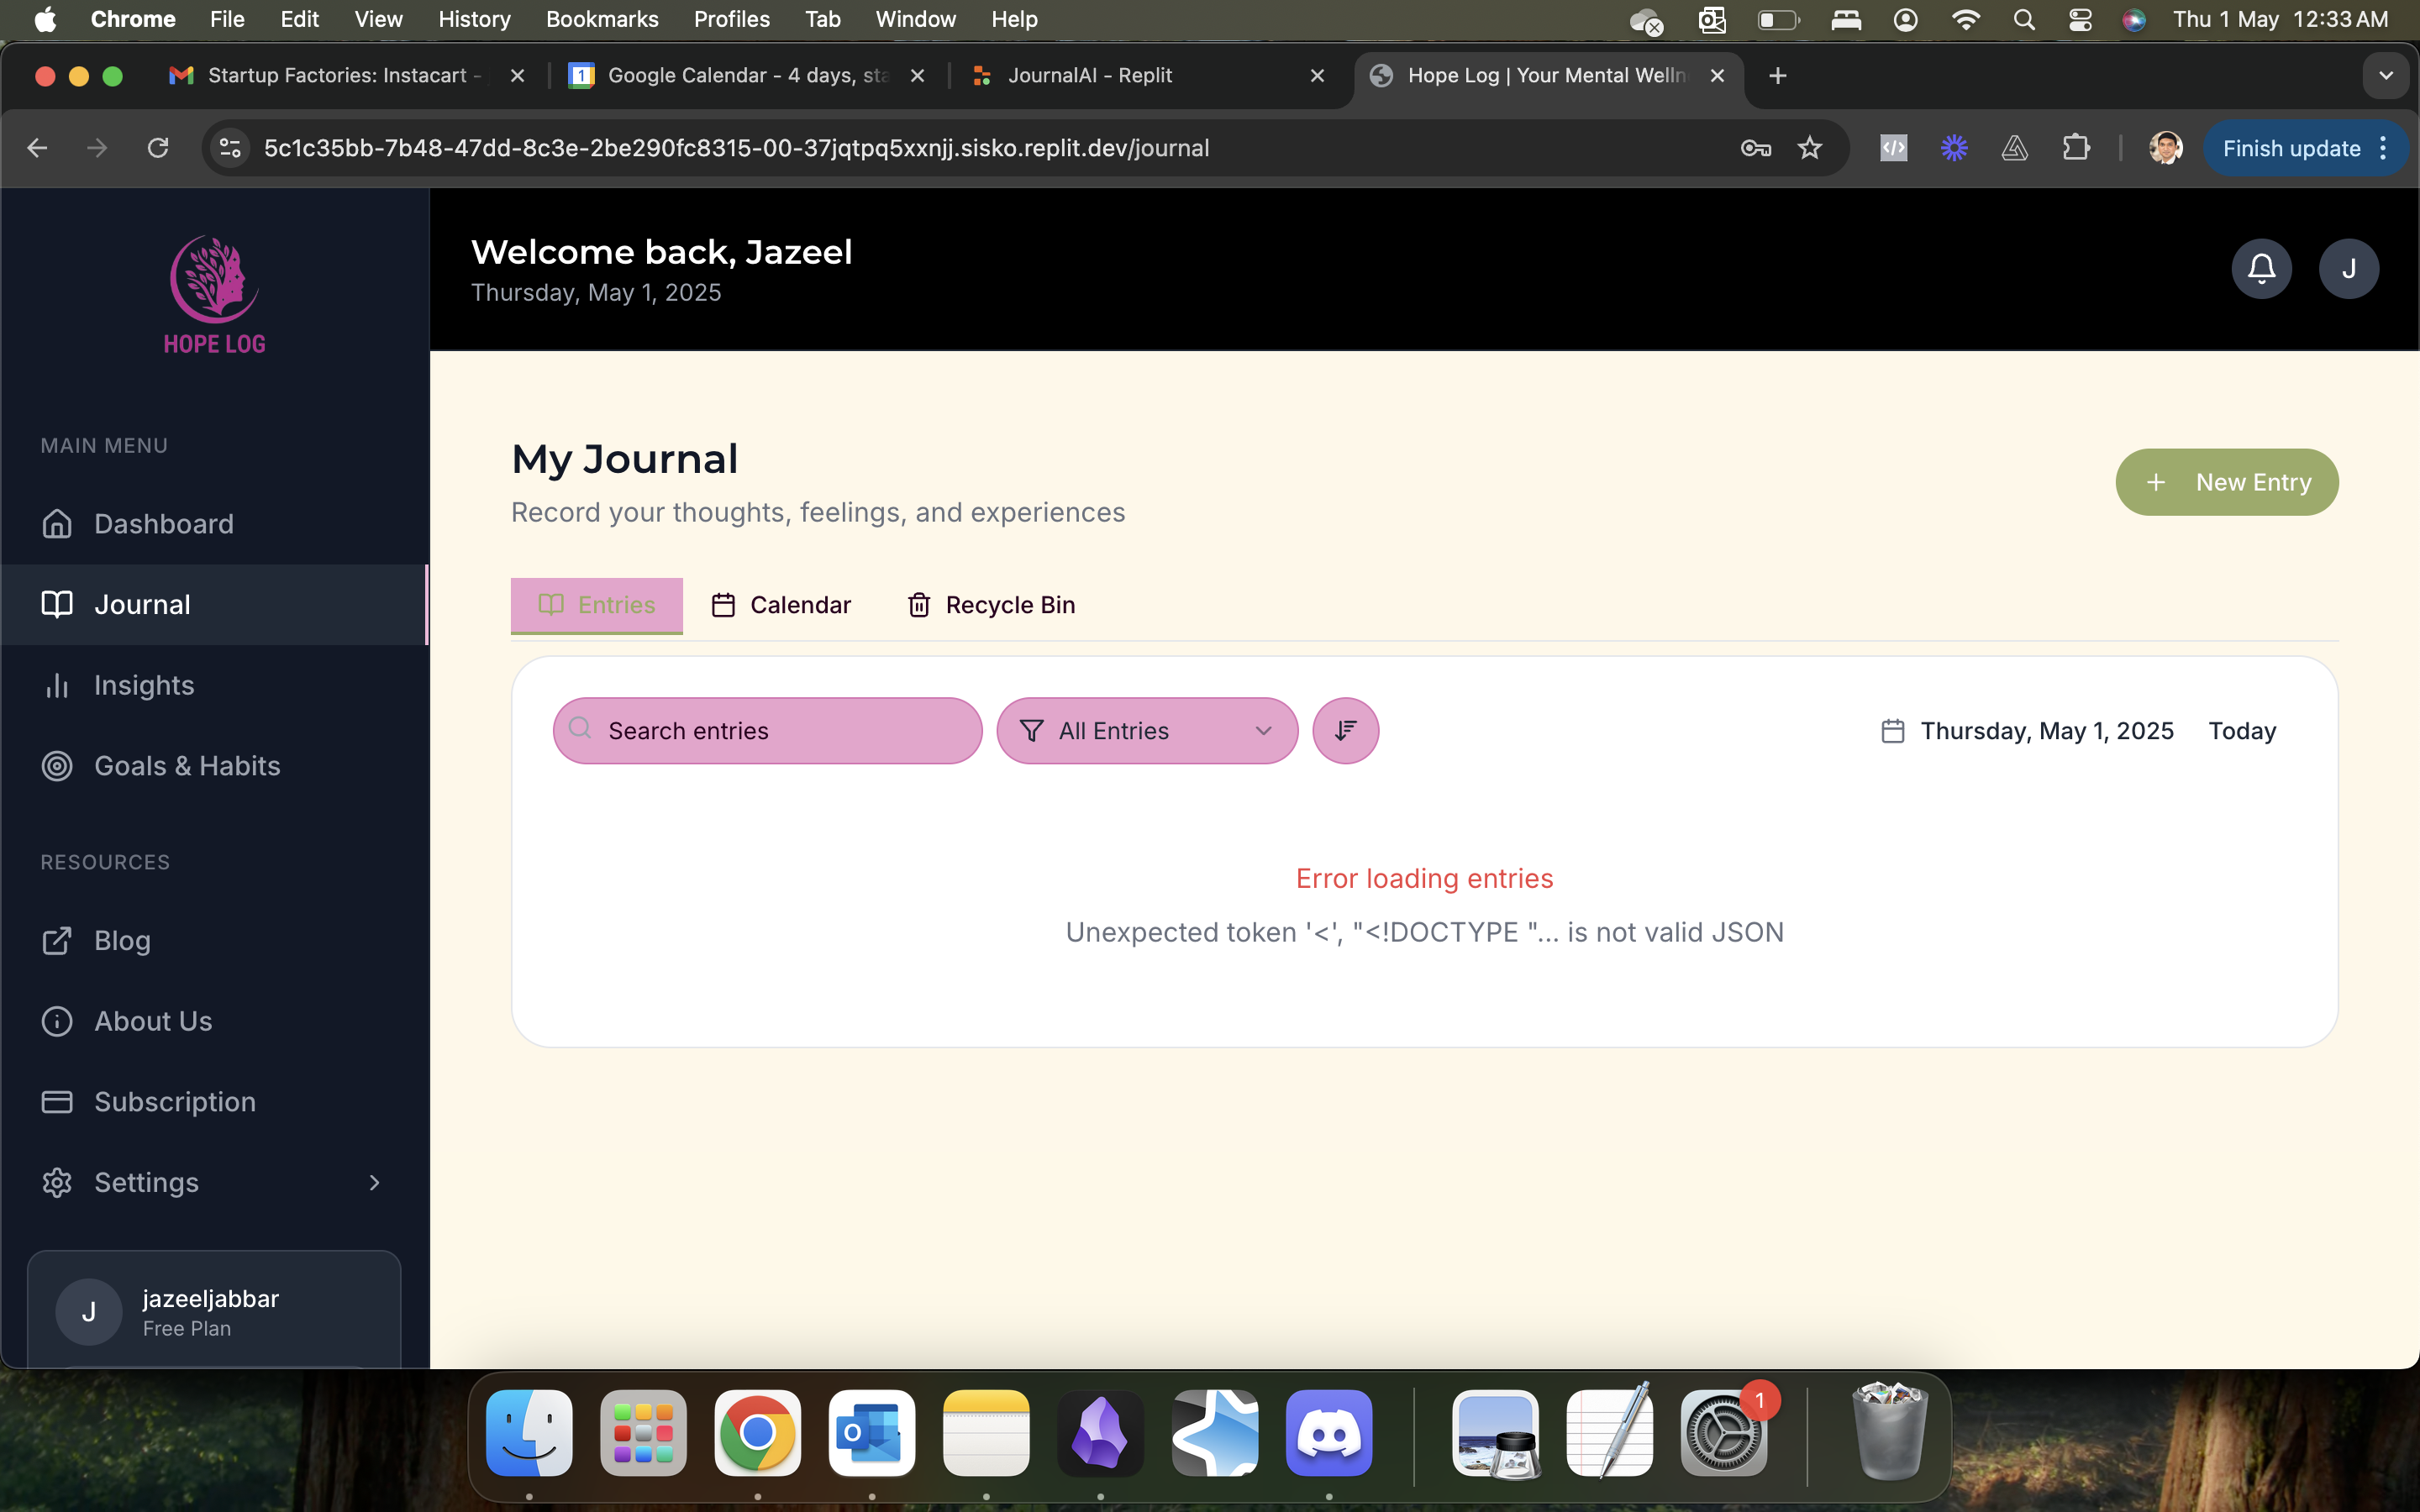 Chrome File Edit View History Bookmarks Profiles Tab Window Help Thu 1 May 12:33 AM
Startup Factories: Instacart - Google Calendar - 4 days, sta JournalAI - Replit Hope Log | Your Mental Welln
5c1c35bb-7b48-47dd-8c3e-2be290fc8315-00-37jqtpq5xxnjj.sisko.replit.dev/journal Finish update
HOPE LOG
MAIN MENU
Dashboard
Journal
Insights
Goals & Habits
RESOURCES
Blog
About Us
Subscription
Settings
J
jazeeljabbar
Free Plan
Welcome back, Jazeel
Thursday, May 1, 2025
J
My Journal
Record your thoughts, feelings, and experiences
+ New Entry
Entries Calendar Recycle Bin
Search entries All Entries Thursday, May 1, 2025 Today
Error loading entries
Unexpected token '<', "<!DOCTYPE "... is not valid JSON
1